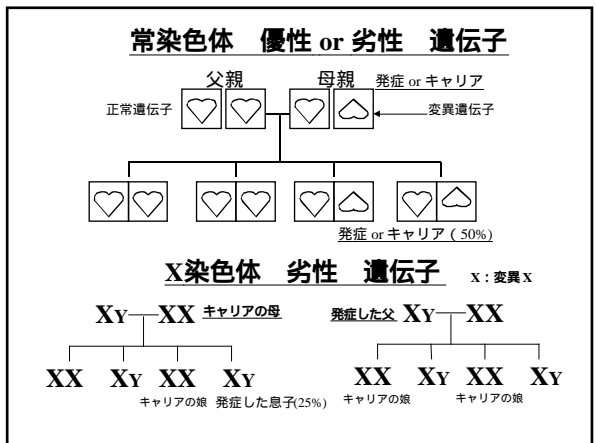 常染色体 優性 or 劣性 遺伝子
父親 母親 発症 or キャリア
正常遺伝子 変異遺伝子
発症 or キャリア ( 50%)
X染色体 劣性 遺伝子 X:変異X
XY XX キャリアの母 発症した父 XY XX
XX XY XX XY XX XY XX XY
キャリアの娘 発症した息子(25%) キャリアの娘 キャリアの娘